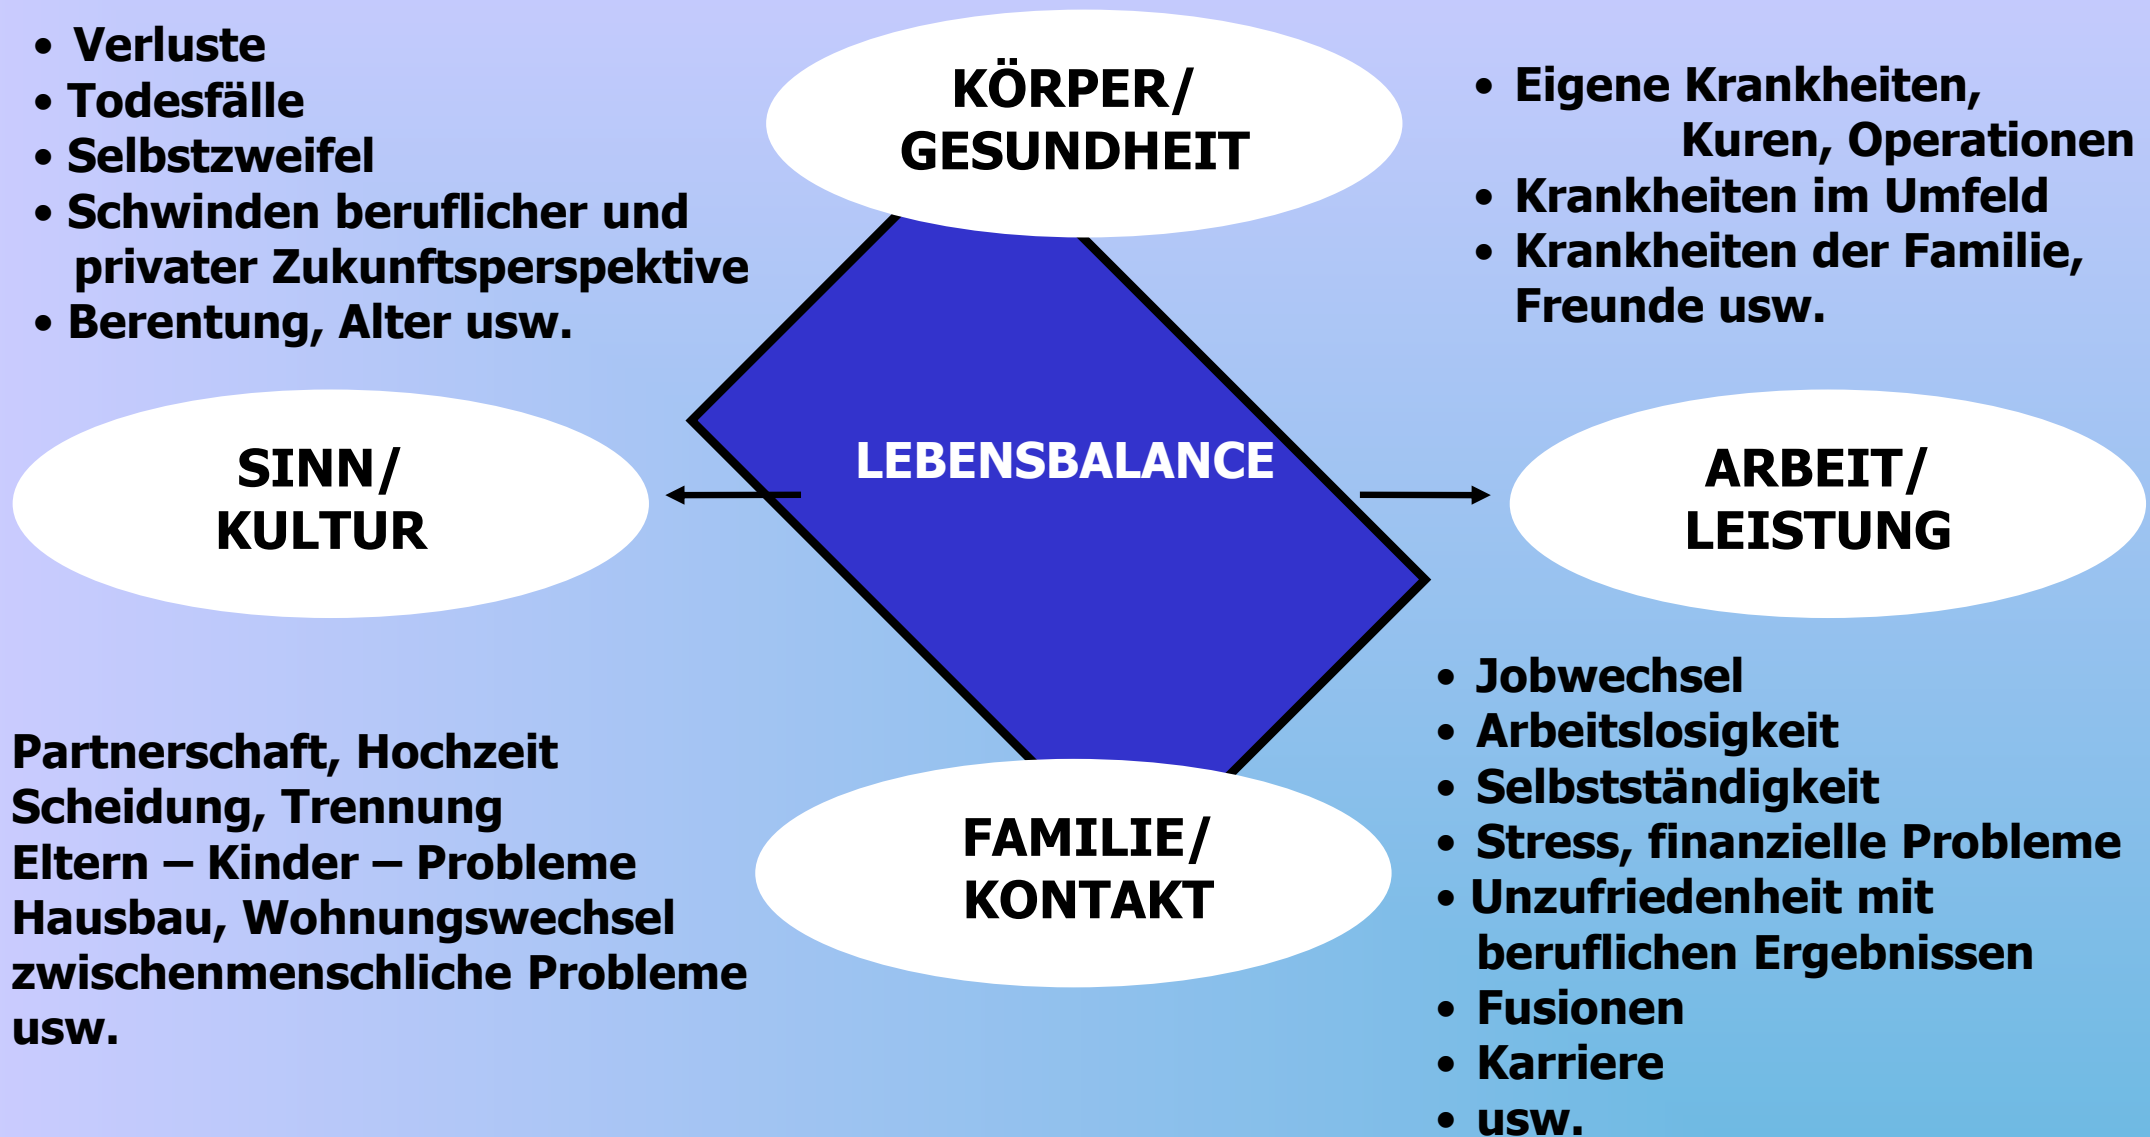 • Verluste
• Todesfälle
• Selbstzweifel
• Schwinden beruflicher und
privater Zukunftsperspektive
• Berentung, Alter usw.
KÖRPER/
GESUNDHEIT
• Eigene Krankheiten,
Kuren, Operationen
• Krankheiten im Umfeld
• Krankheiten der Familie,
Freunde usw.
SINN/
KULTUR
LEBENSBALANCE
ARBEIT/
LEISTUNG
Partnerschaft, Hochzeit
Scheidung, Trennung
Eltern – Kinder – Probleme
Hausbau, Wohnungswechsel
zwischenmenschliche Probleme
usw.
FAMILIE/
KONTAKT
• Jobwechsel
• Arbeitslosigkeit
• Selbstständigkeit
• Stress, finanzielle Probleme
• Unzufriedenheit mit
beruflichen Ergebnissen
• Fusionen
• Karriere
• usw.